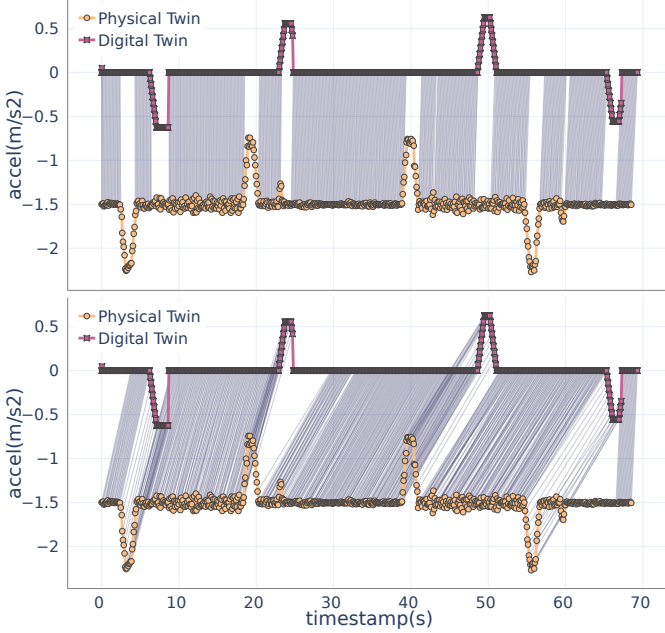 Physical Twin
Digital Twin
accel(m/s2)
0.5
0
−0.5
−1
−1.5
−2
Physical Twin
Digital Twin
accel(m/s2)
0.5
0
−0.5
−1
−1.5
−2
0 10 20 30 40 50 60 70
timestamp(s)